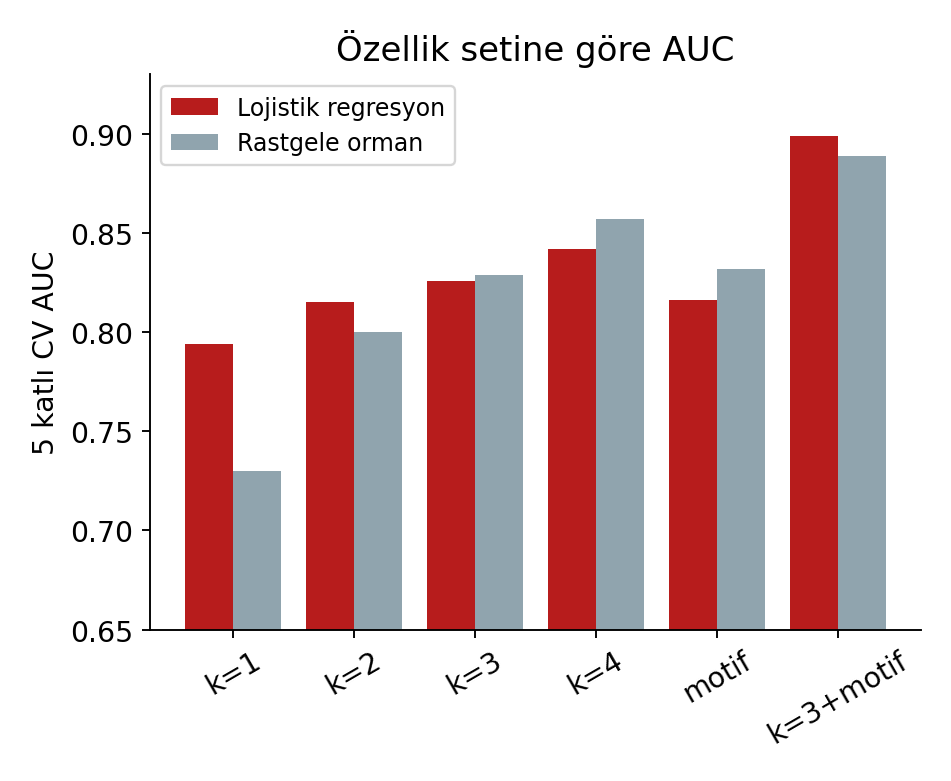 Özellik setine göre AUC
Lojistik regresyon
Rastgele orman
5 katlı CV AUC
0.90
0.85
0.80
0.75
0.70
0.65
k=1
k=2
k=3
k=4
motif
k=3+motif